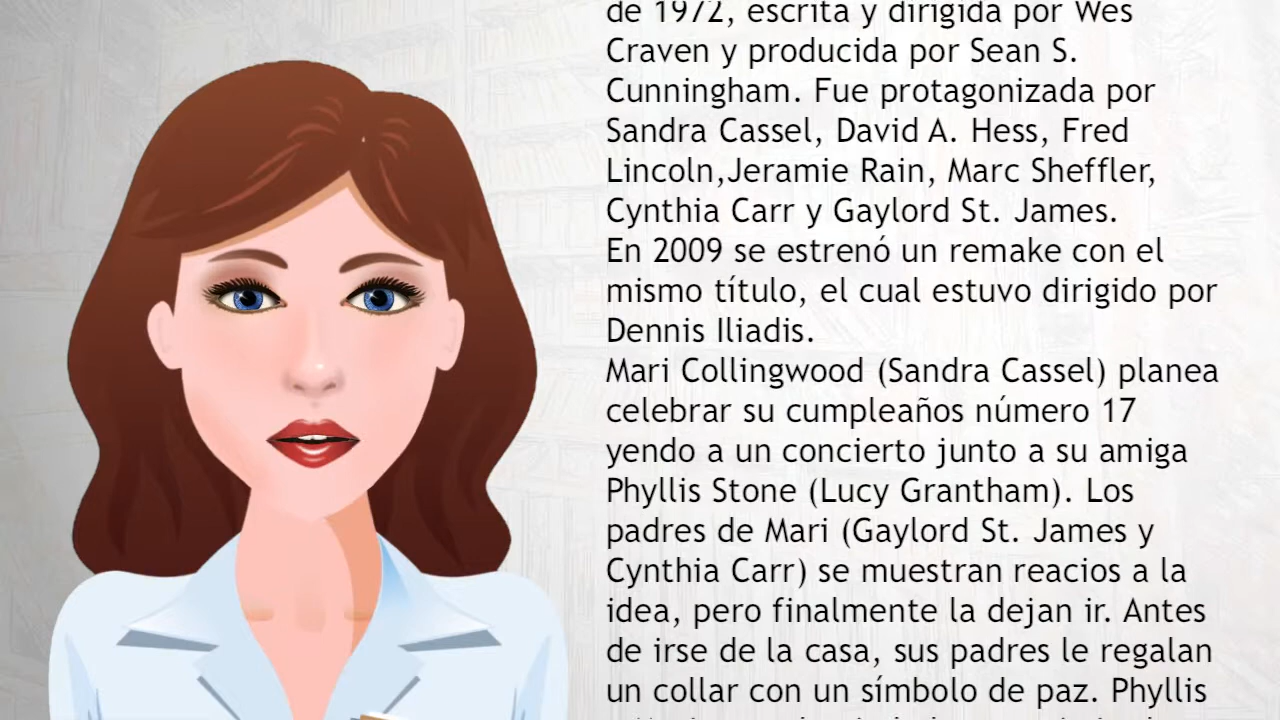 de 1972, escrita y dirigida por Wes
Craven y producida por Sean S.
Cunningham. Fue protagonizada por
Sandra Cassel, David A. Hess, Fred
Lincoln,Jeramie Rain, Marc Sheffler,
Cynthia Carr y Gaylord St. James.
En 2009 se estrenó un remake con el
mismo título, el cual estuvo dirigido por
Dennis Iliadis.
Mari Collingwood (Sandra Cassel) planea
celebrar su cumpleaños número 17
yendo a un concierto junto a su amiga
Phyllis Stone (Lucy Grantham). Los
padres de Mari (Gaylord St. James y
Cynthia Carr) se muestran reacios a la
idea, pero finalmente la dejan ir. Antes
de irse de la casa, sus padres le regalan
un collar con un símbolo de paz. Phyllis